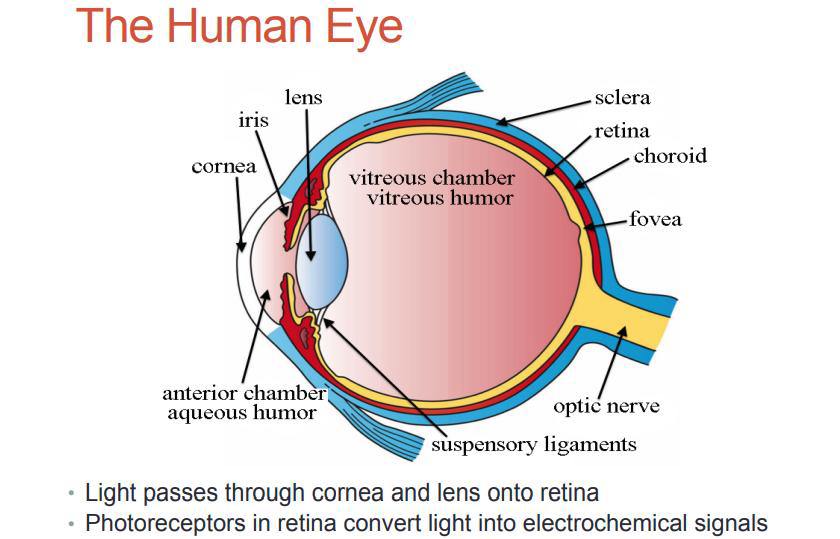 The Human Eye
lens
iris
cornea
sclera
retina
choroid
vitreous chamber
vitreous humor
fovea
anterior chamber
aqueous humor
optic nerve
suspensory ligaments
• Light passes through cornea and lens onto retina
• Photoreceptors in retina convert light into electrochemical signals